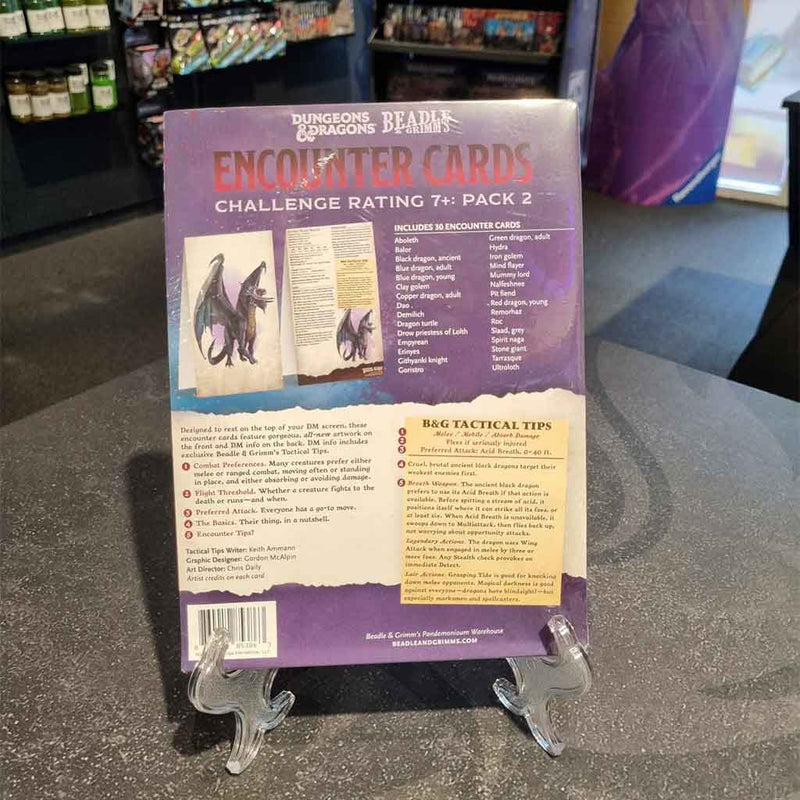 DUNGEONS & DRAGONS BEADLE & GRIMM'S
ENCOUNTER CARDS
CHALLENGE RATING 7+: PACK 2
INCLUDES 30 ENCOUNTER CARDS
Aboleth
Balor
Black dragon, ancient
Blue dragon, adult
Blue dragon, young
Clay golem
Copper dragon, adult
Dao
Demilich
Dragon turtle
Drow priestess of Lolth
Empyrean
Erinyes
Githyanki knight
Goristro
Green dragon, adult
Hydra
Iron golem
Mind flayer
Mummy lord
Nalfeshnee
Pit fiend
Red dragon, young
Remorhaz
Roc
Slaad, grey
Spirit naga
Stone giant
Tarrasque
Ultroloth
Designed to rest on the top of your DM screen, these
encounter cards feature gorgeous, all-new artwork on
the front and DM info on the back. DM info includes
exclusive Beadle & Grimm's Tactical Tips.
1 Combat Preferences. Many creatures prefer either
melee or ranged combat, moving often or standing
in place, and either absorbing or avoiding damage.
2 Flight Threshold. Whether a creature fights to the
death or runs—and when.
3 Preferred Attack. Everyone has a go-to move.
4 The Basics. Their thing, in a nutshell.
5 Encounter Tips?
Tactical Tips Writer: Keith Ammann
Graphic Designer: Gordon McAlpin
Art Director: Chris Daily
Artist credits on each card
B&G TACTICAL TIPS
1 Melee / Mobile / Absorb Damage
2 Flees if seriously injured
3 Preferred Attack: Acid Breath, 0–40 ft.
4 Cruel, brutal ancient black dragons target their
weakest enemies first.
5 Breath Weapon. The ancient black dragon
prefers to use its Acid Breath if that action is
available. Before spitting a stream of acid, it
positions itself where it can strike all its foes, or
at least six. When Acid Breath is unavailable, it
swoops down to Multiattack, then flies back up,
not worrying about opportunity attacks.
Legendary Actions. The dragon uses Wing
Attack when engaged in melee by three or
more foes. Any Stealth check provokes an
immediate Detect.
Lair Actions. Grasping Tide is good for knocking
down melee opponents. Magical darkness is good
against everyone—dragons have blindsight!—but
especially marksmen and spellcasters.
Beadle & Grimm's Pandemonium Warehouse
BEADLEANDGRIMMS.COM